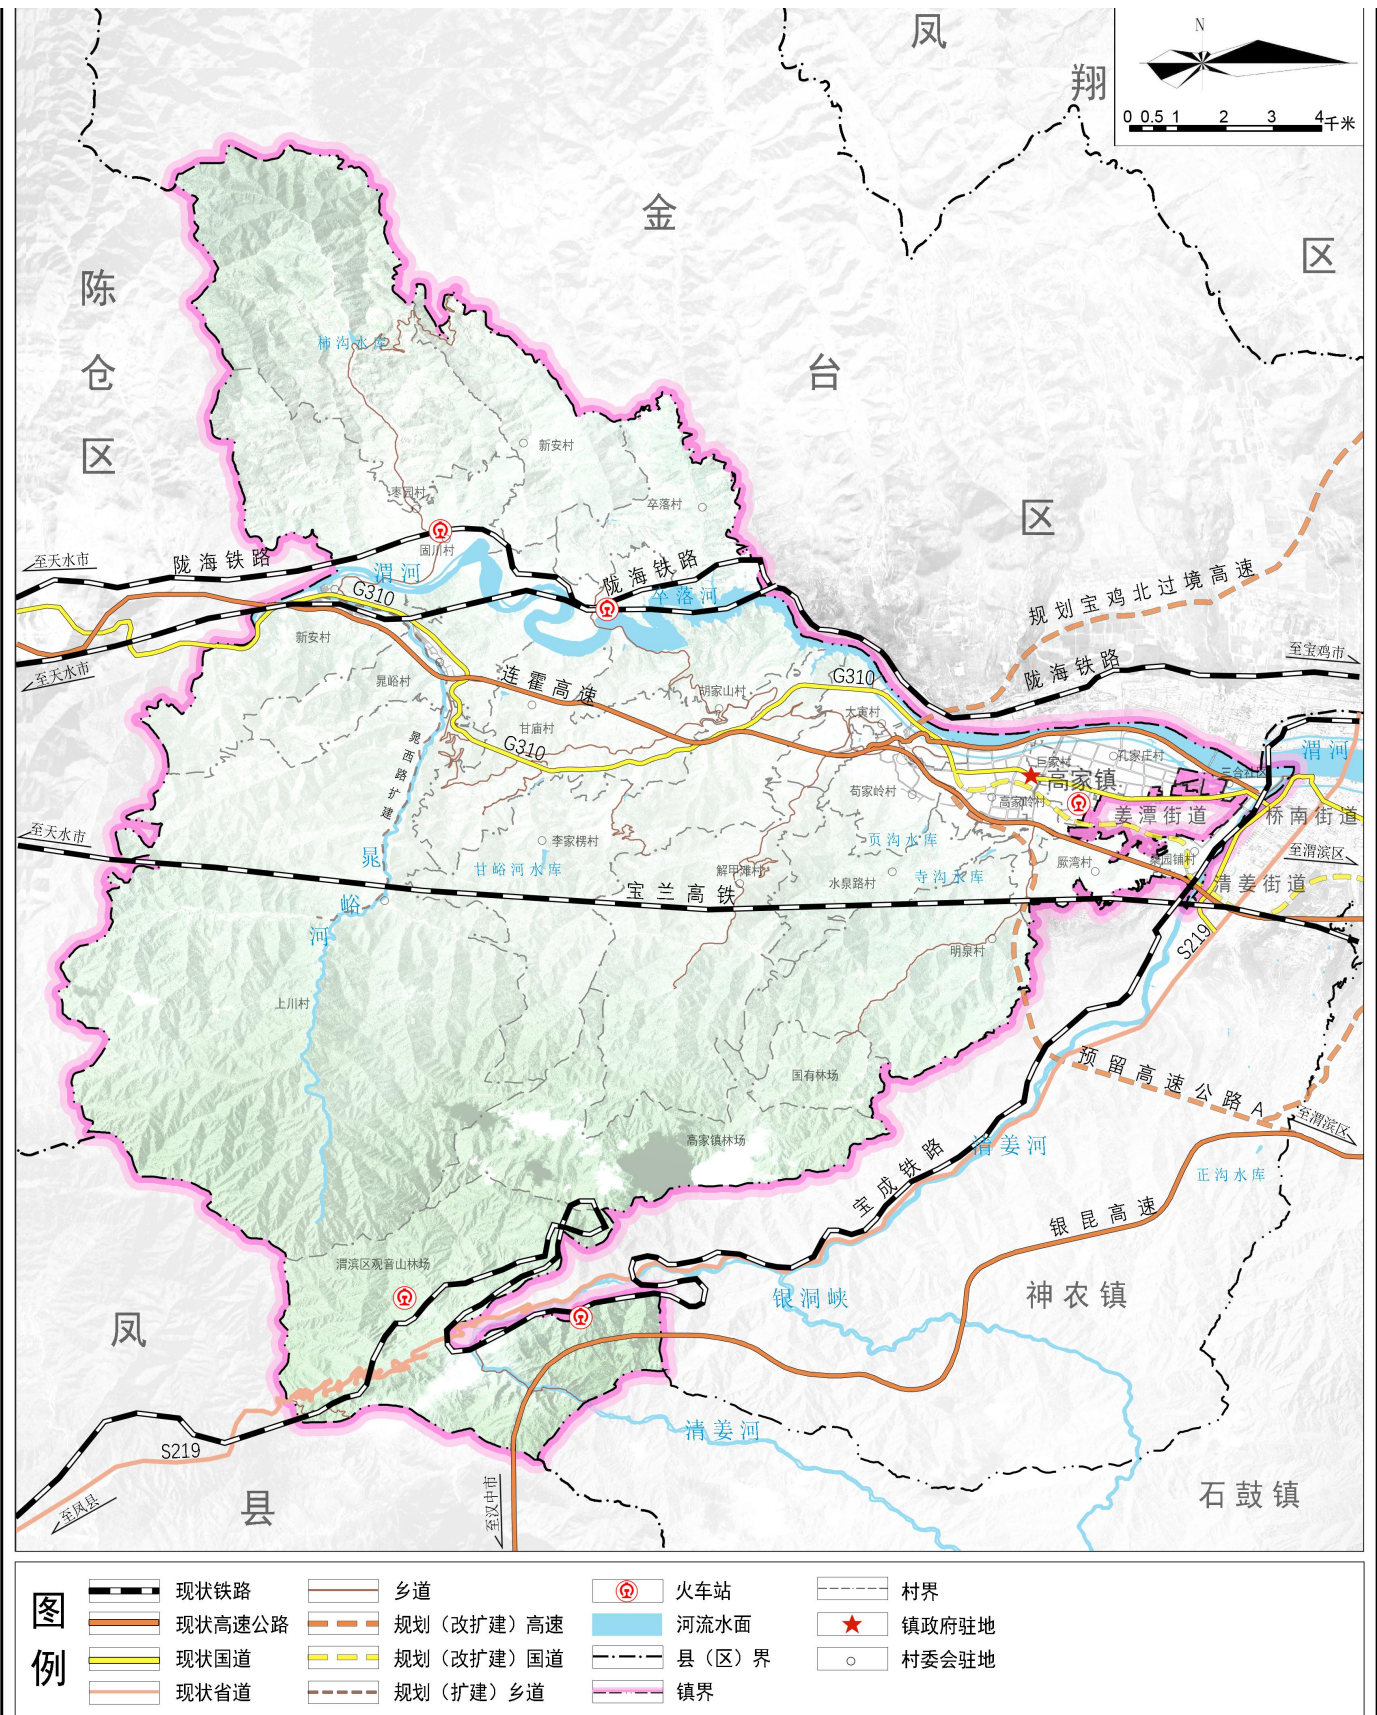 凤
翔
区
N
0 0.5 1 2 3 4千米
金
台
区
陈
仓
区
柿沟水库
新安村
枣园村
卒落村
固川村
至天水市
陇海铁路
渭河
陇海铁路
卒落河
G310
规划宝鸡北过境高速
新安村
至宝鸡市
至天水市
晁峪村
连霍高速
胡家山村
G310
陇海铁路
大寅村
甘庙村
G310
渭河
晁西路扩建
巨家村
孔家庄村
三合社区
高家镇
苟家岭村
高家岭村
姜潭街道
桥南街道
至天水市
李家楞村
页沟水库
至渭滨区
晁
峪
河
甘峪河水库
解甲滩村
水泉路村
寺沟水库
厥湾村
清姜街道
宝兰高铁
S219
明泉村
上川村
国有林场
预留高速公路A
至渭滨区
高家镇林场
清姜河
正沟水库
宝成铁路
银昆高速
渭滨区观音山林场
银洞峡
神农镇
凤
县
清姜河
S219
至凤县
至汉中市
石鼓镇
图例
现状铁路
乡道
火车站
村界
现状高速公路
规划（改扩建）高速
河流水面
镇政府驻地
现状国道
规划（改扩建）国道
县（区）界
村委会驻地
现状省道
规划（扩建）乡道
镇界